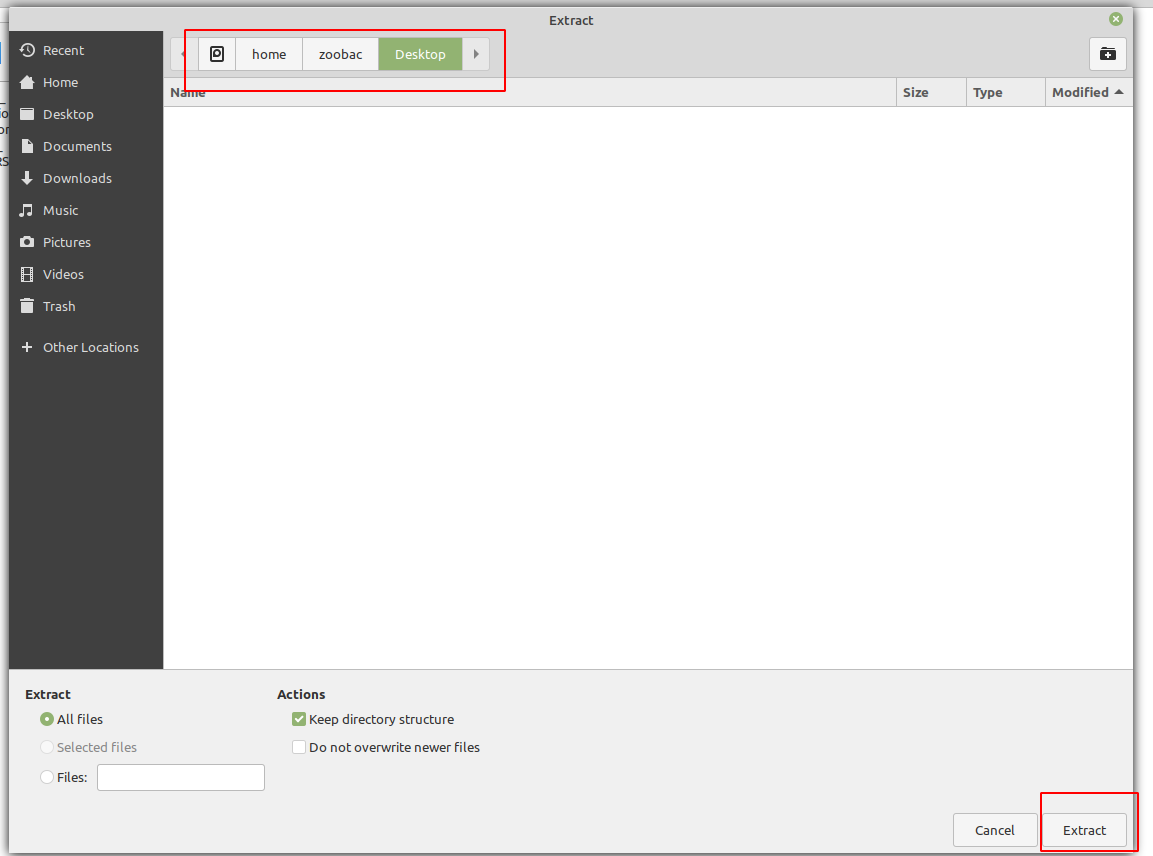 Extract
Recent
Home
Desktop
Documents
Downloads
Music
Pictures
Videos
Trash
Other Locations
home zoobac Desktop
Name Size Type Modified
Extract
All files
Selected files
Files:
Actions
Keep directory structure
Do not overwrite newer files
Cancel Extract